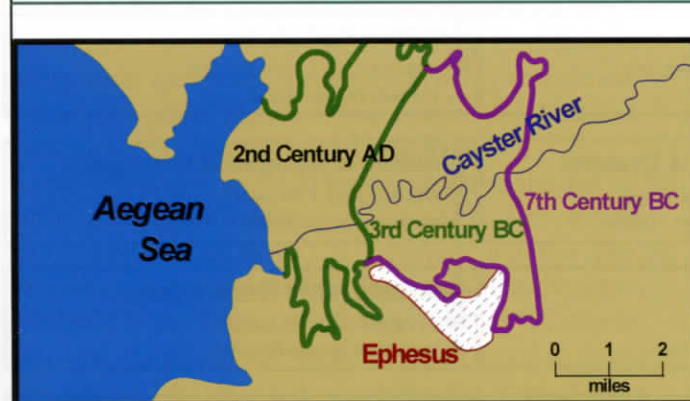 2nd Century AD
Cayster River
Aegean
Sea
7th Century BC
3rd Century BC
Ephesus
0 1 2
miles